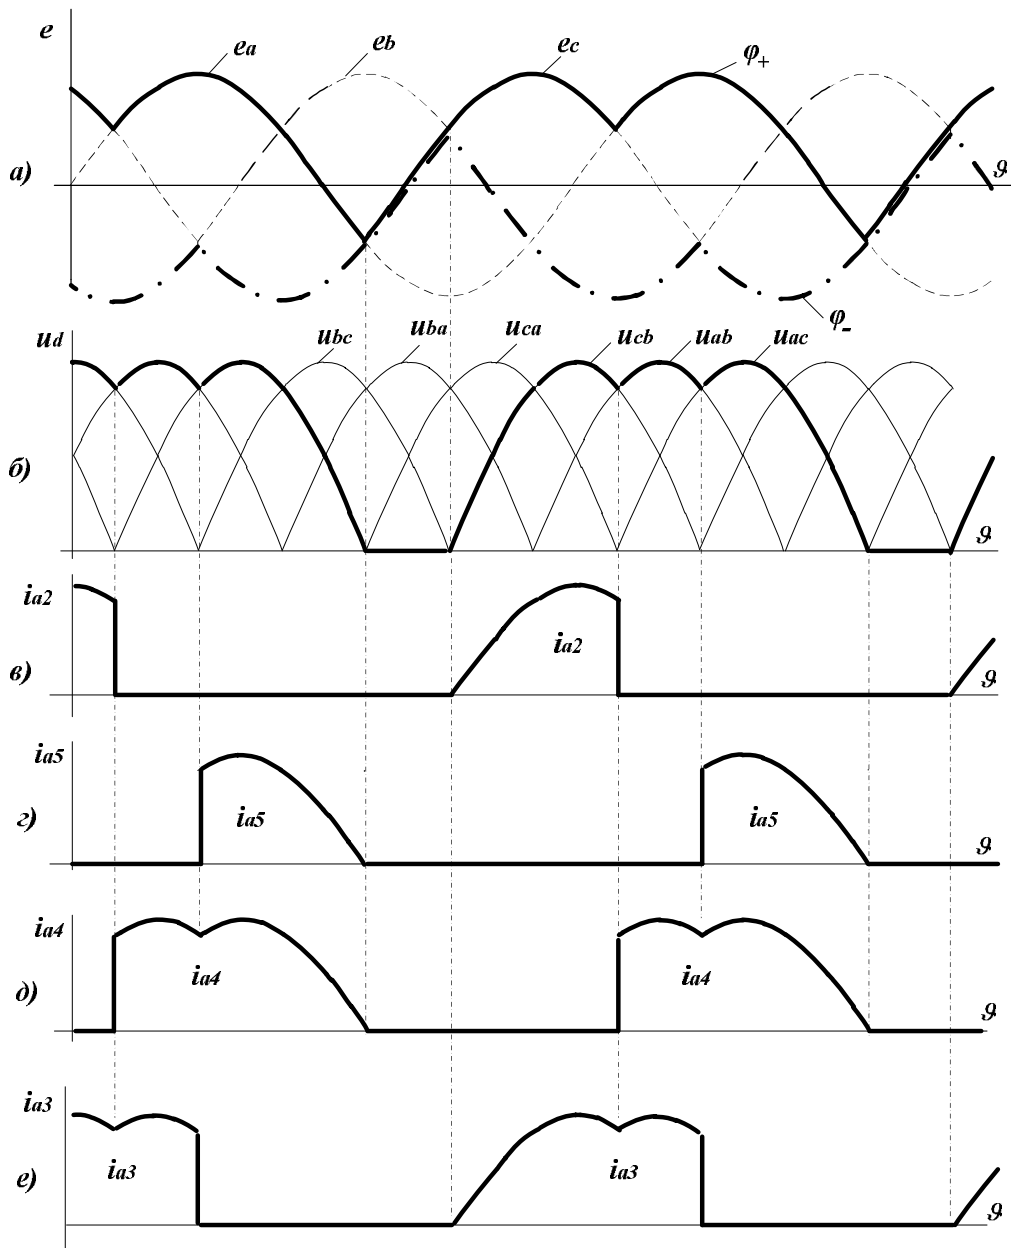 e
ea
eb
ec
φ+
а)
ϑ
φ-
ud
ubc
uba
uca
ucb
uab
uac
б)
ϑ
ia2
ia2
в)
ϑ
ia5
ia5
ia5
г)
ϑ
ia4
ia4
ia4
д)
ϑ
ia3
ia3
ia3
е)
ϑ